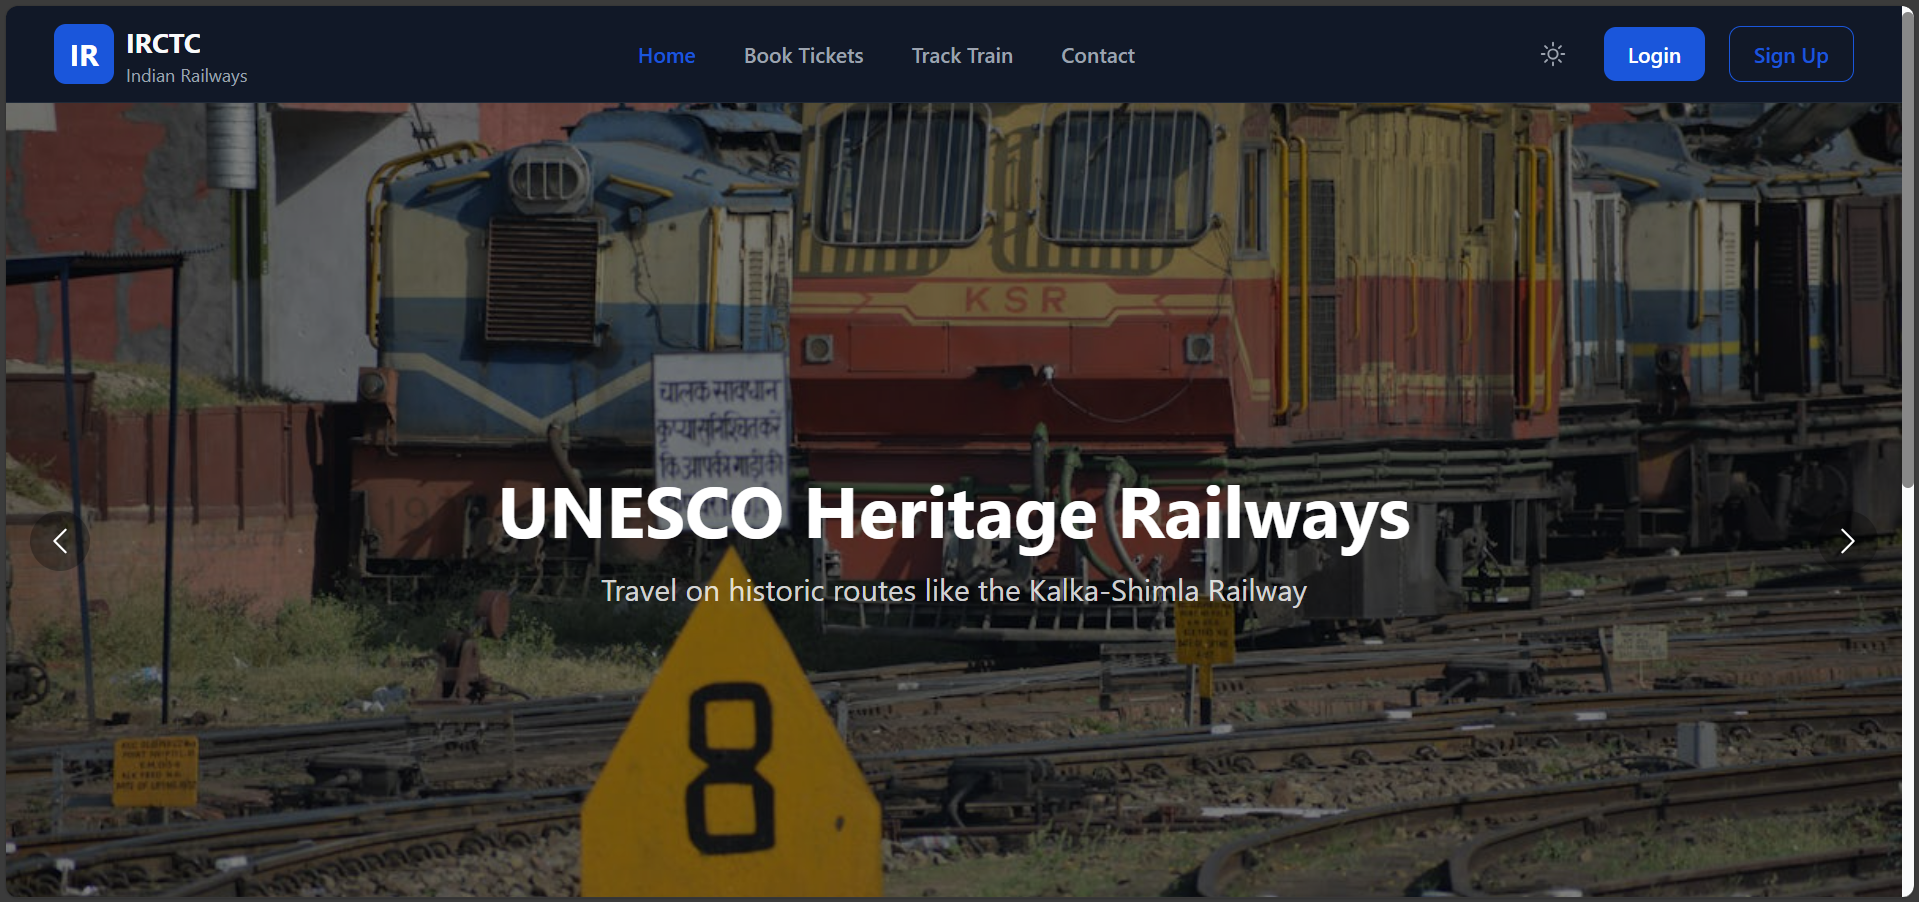 IR
IRCTC
Indian Railways
Home
Book Tickets
Track Train
Contact
Login
Sign Up
KSR
चालक सावधान
कृप्या सुनिश्चित करें
कि आपकी गाड़ी की
UNESCO Heritage Railways
Travel on historic routes like the Kalka-Shimla Railway
8